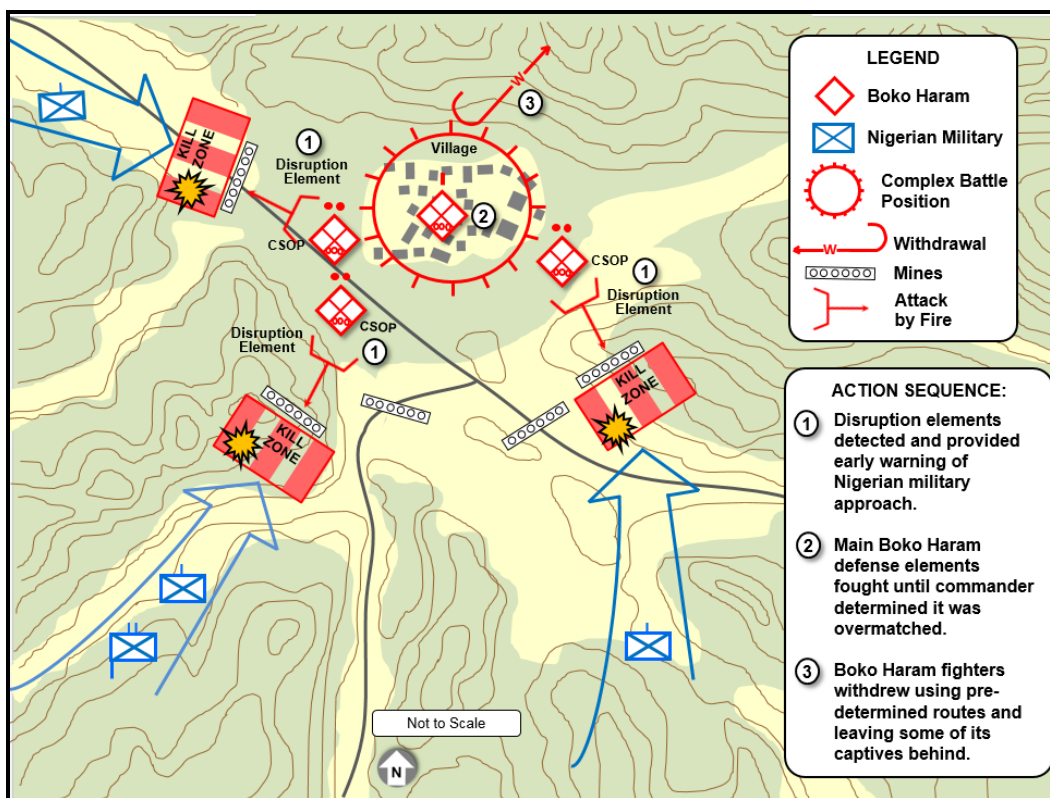 LEGEND
Boko Haram
Nigerian Military
Complex Battle
Position
W
Withdrawal
Mines
Attack
by Fire
ACTION SEQUENCE:
1 Disruption elements
detected and provided
early warning of
Nigerian military
approach.
2 Main Boko Haram
defense elements
fought until commander
determined it was
overmatched.
3 Boko Haram fighters
withdrew using pre-
determined routes and
leaving some of its
captives behind.
W
3
KILL
ZONE
1
Disruption
Element
Village
2
CSOP
CSOP
1
Disruption
Element
CSOP
1
Disruption
Element
KILL
ZONE
KILL
ZONE
Not to Scale
N